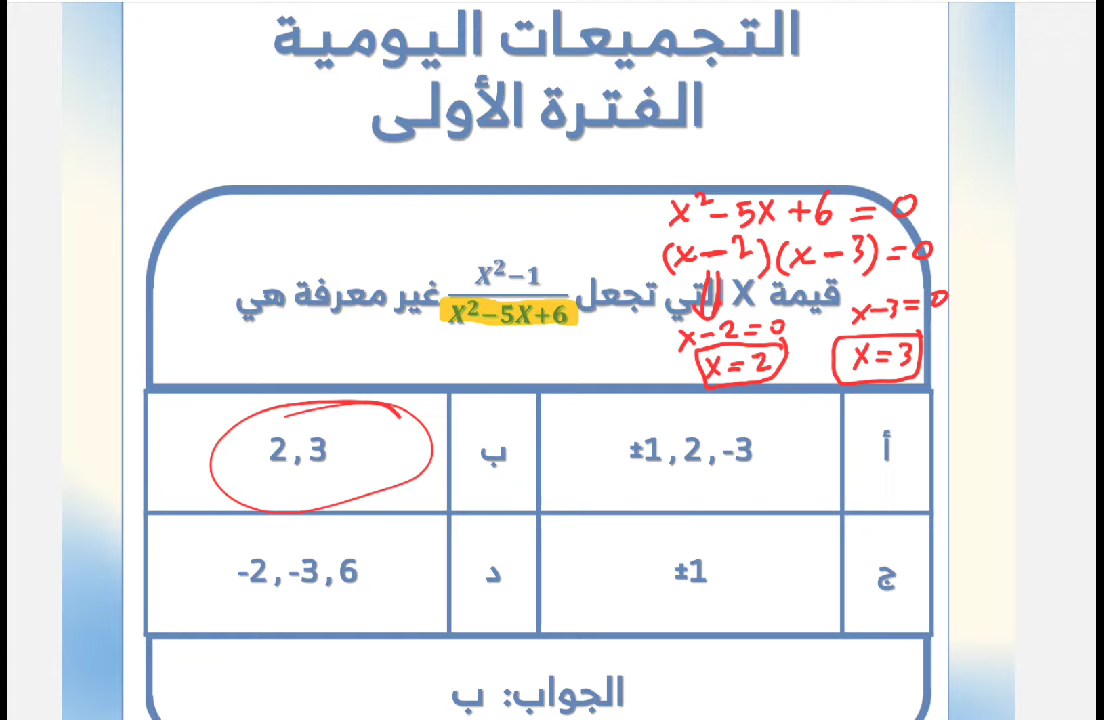 التجميعات اليومية
الفترة الأولى
x² - 5x + 6 = 0
(x - 2)(x - 3) = 0
قيمة X التي تجعل (X²−1)/(X²−5X+6) غير معرفة هي
x - 3 = 0
x - 2 = 0
x = 3
x = 2
أ ±1, 2, -3 ب 2, 3
ج ±1 د -2, -3, 6
الجواب: ب